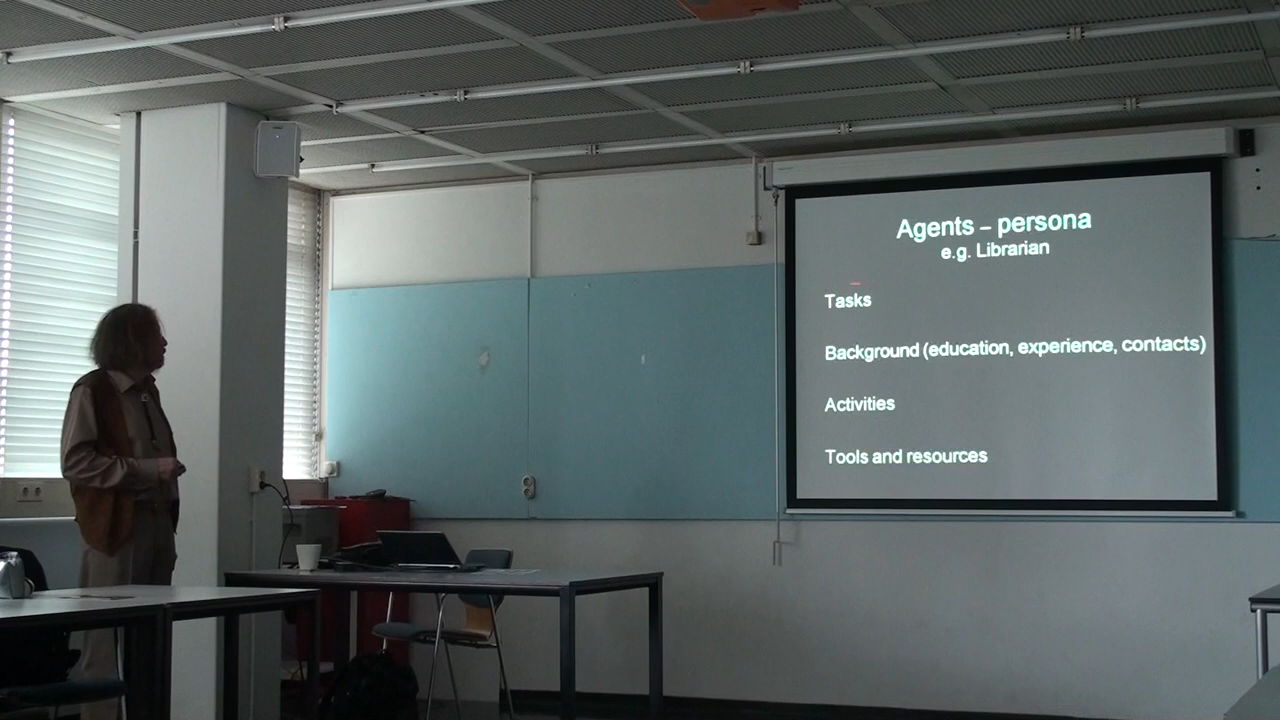 Agents – persona
e.g. Librarian
Tasks
Background (education, experience, contacts)
Activities
Tools and resources